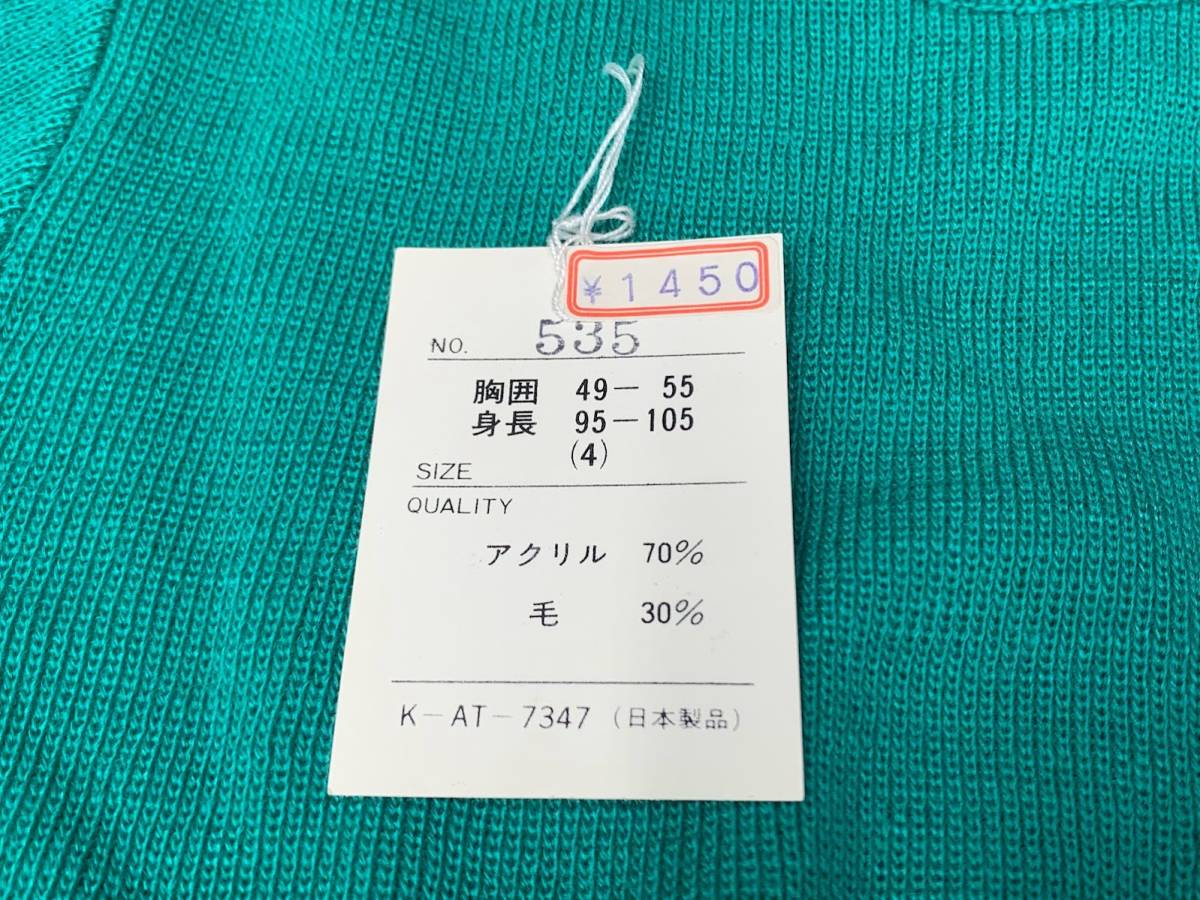 ¥1450
NO. 535
胸囲 49－ 55
身長 95－105
(4)
SIZE
QUALITY
アクリル 70%
毛 30%
K－AT－7347 (日本製品)